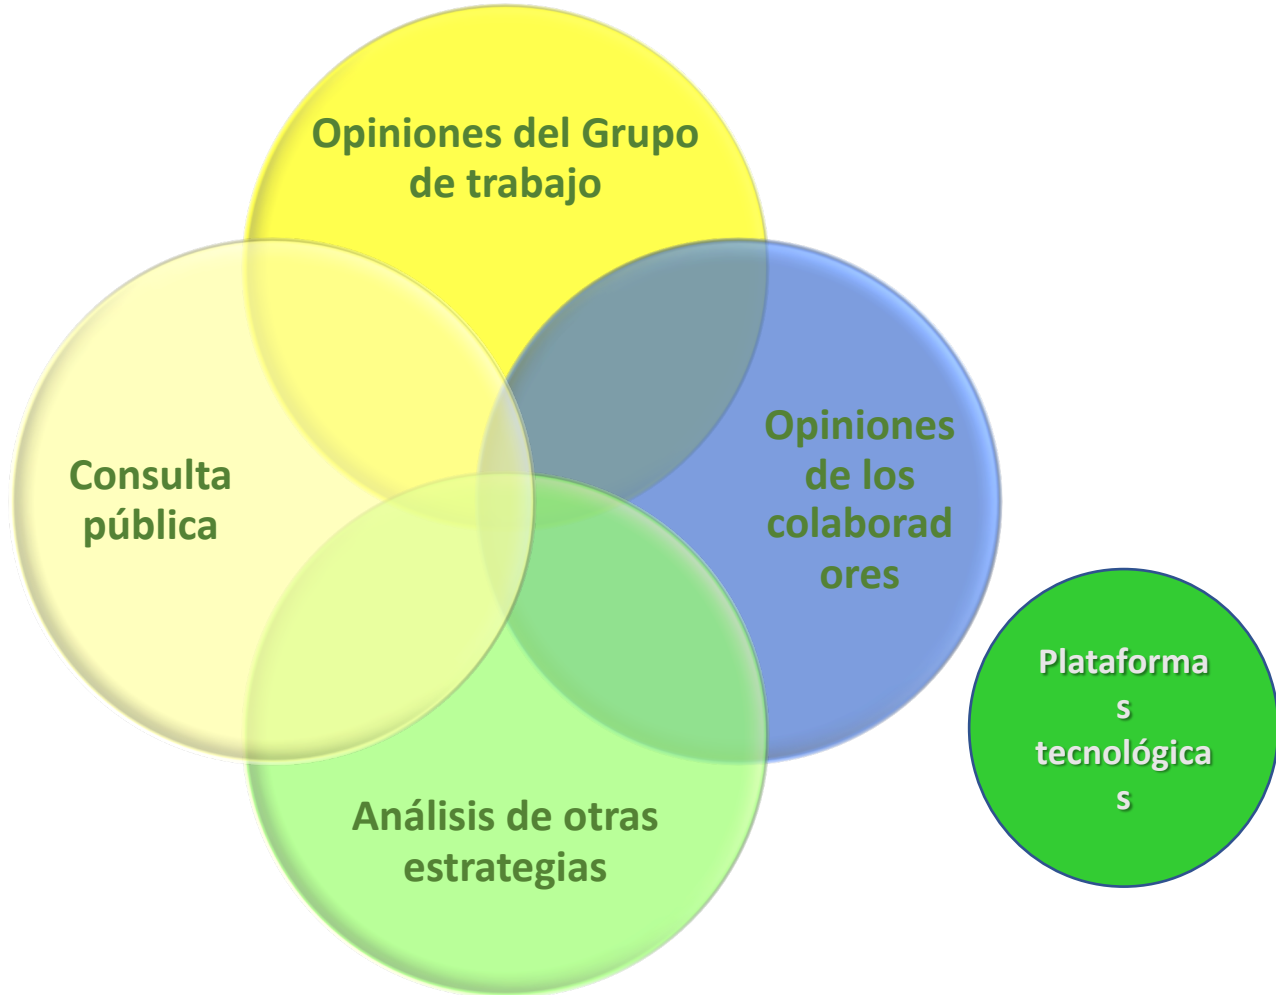 Opiniones del Grupo
de trabajo
Consulta
pública
Opiniones
de los
colaborad
ores
Análisis de otras
estrategias
Plataforma
s
tecnológica
s